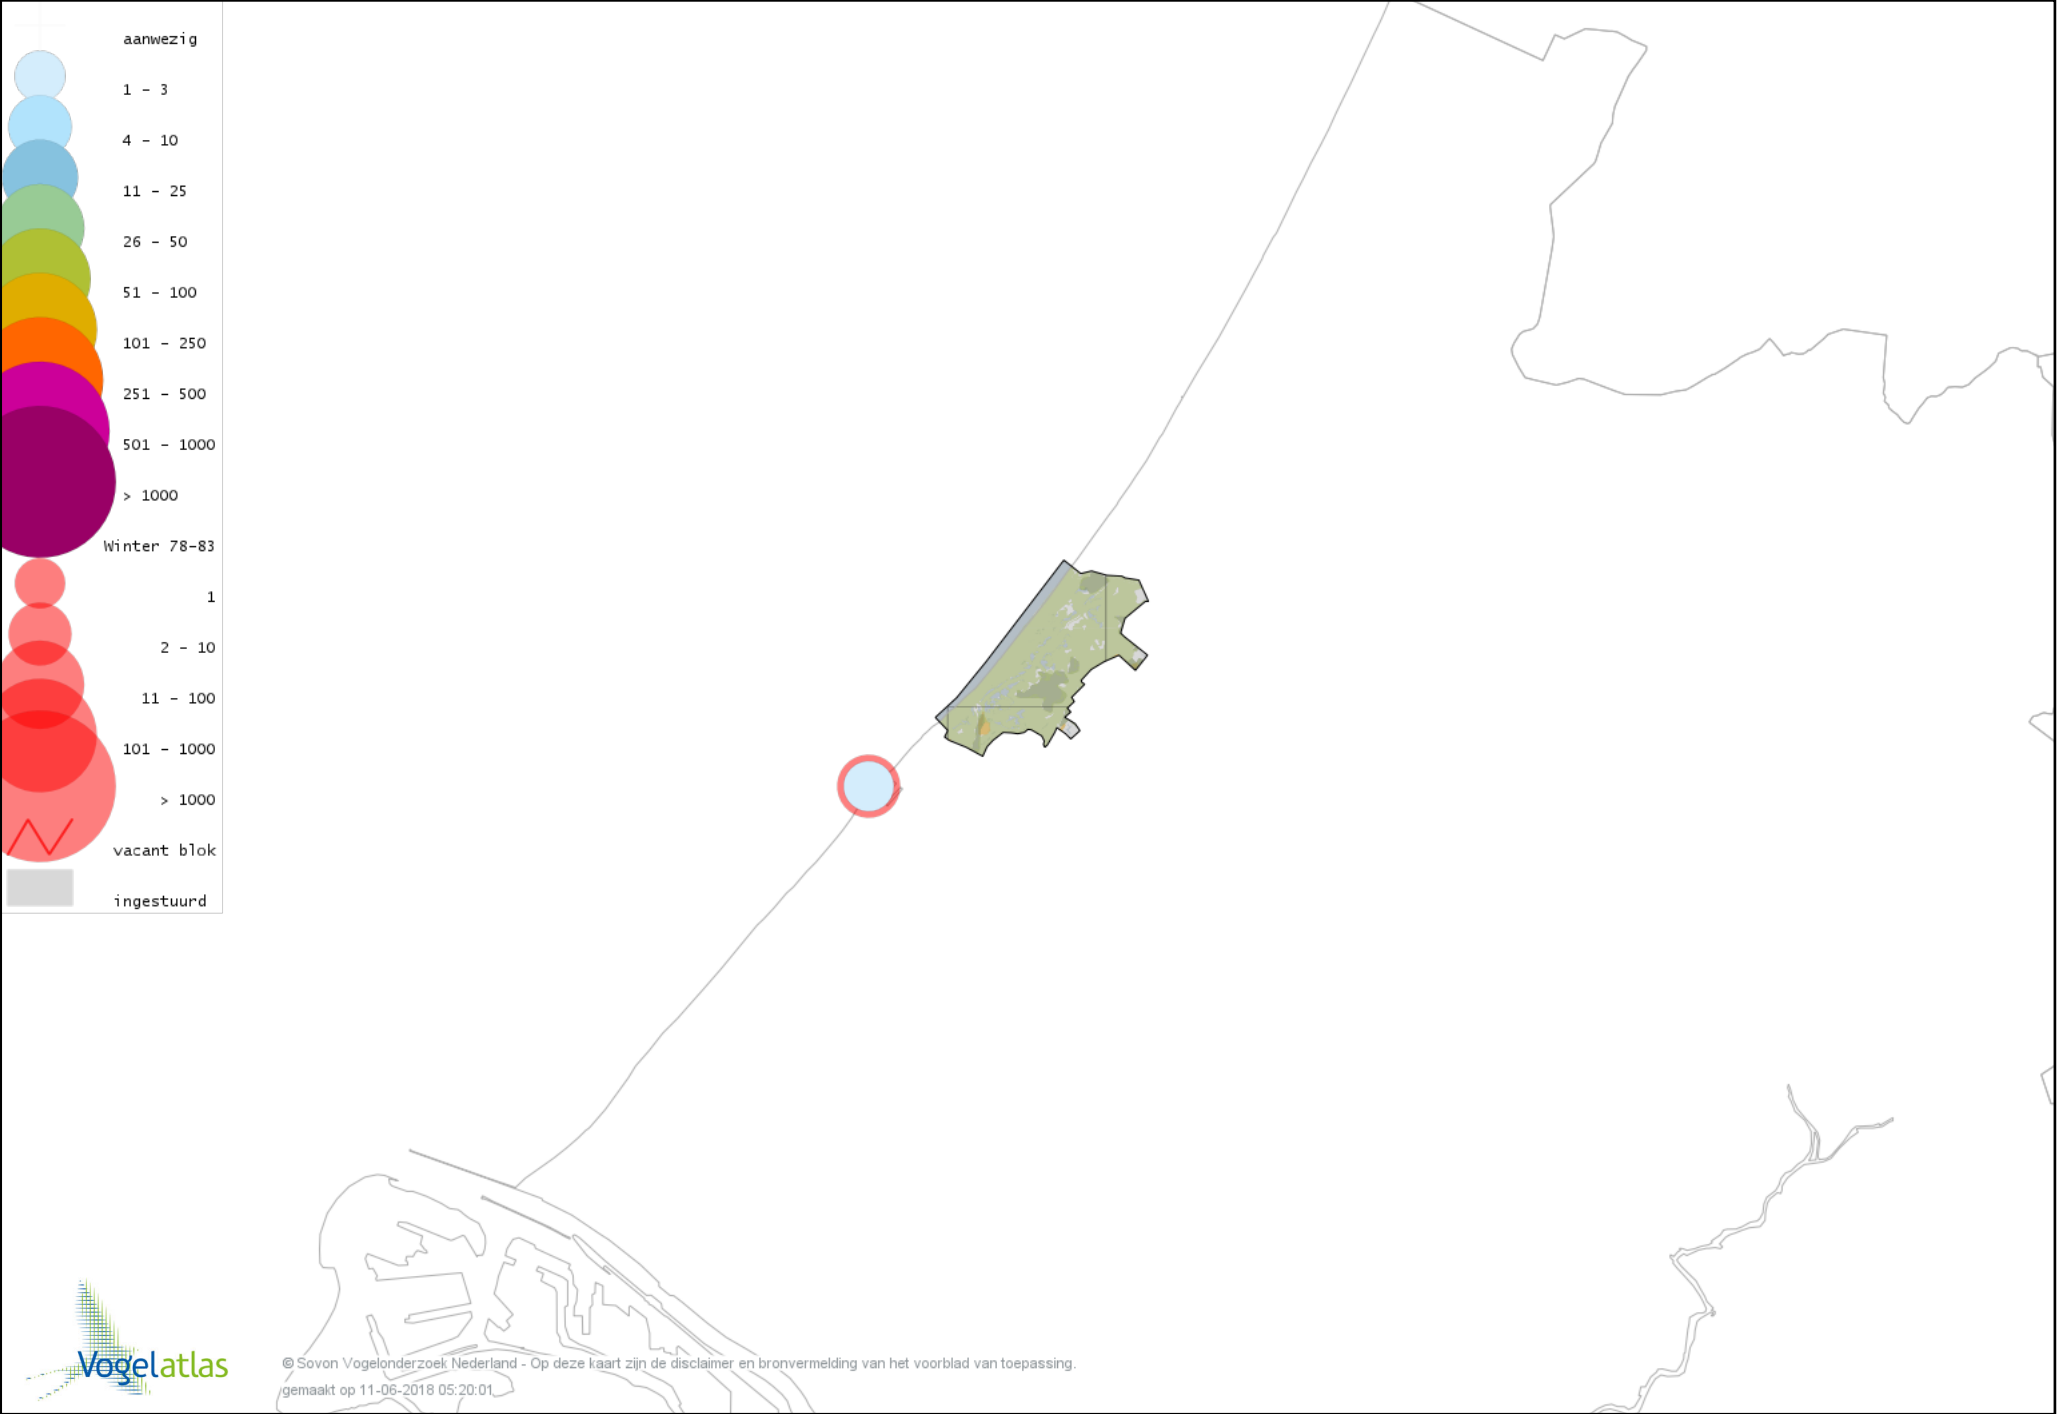 aanwezig
1 - 3
4 - 10
11 - 25
26 - 50
51 - 100
101 - 250
251 - 500
501 - 1000
> 1000
Winter 78-83
1
2 - 10
11 - 100
101 - 1000
> 1000
vacant blok
ingestuurd
Vogelatlas
© Sovon Vogelonderzoek Nederland - Op deze kaart zijn de disclaimer en bronvermelding van het voorblad van toepassing.
gemaakt op 11-06-2018 05:20:01